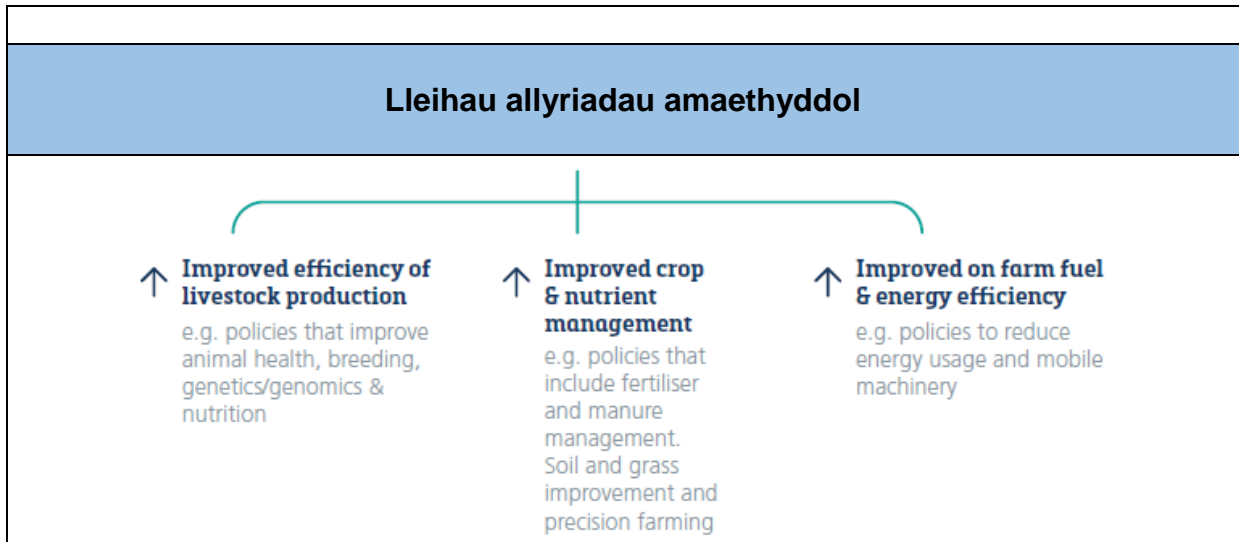 Lleihau allyriadau amaethyddol
Improved efficiency of
livestock production
e.g. policies that improve
animal health, breeding,
genetics/genomics &
nutrition
Improved crop
& nutrient
management
e.g. policies that
include fertiliser
and manure
management.
Soil and grass
improvement and
precision farming
Improved on farm fuel
& energy efficiency
e.g. policies to reduce
energy usage and mobile
machinery